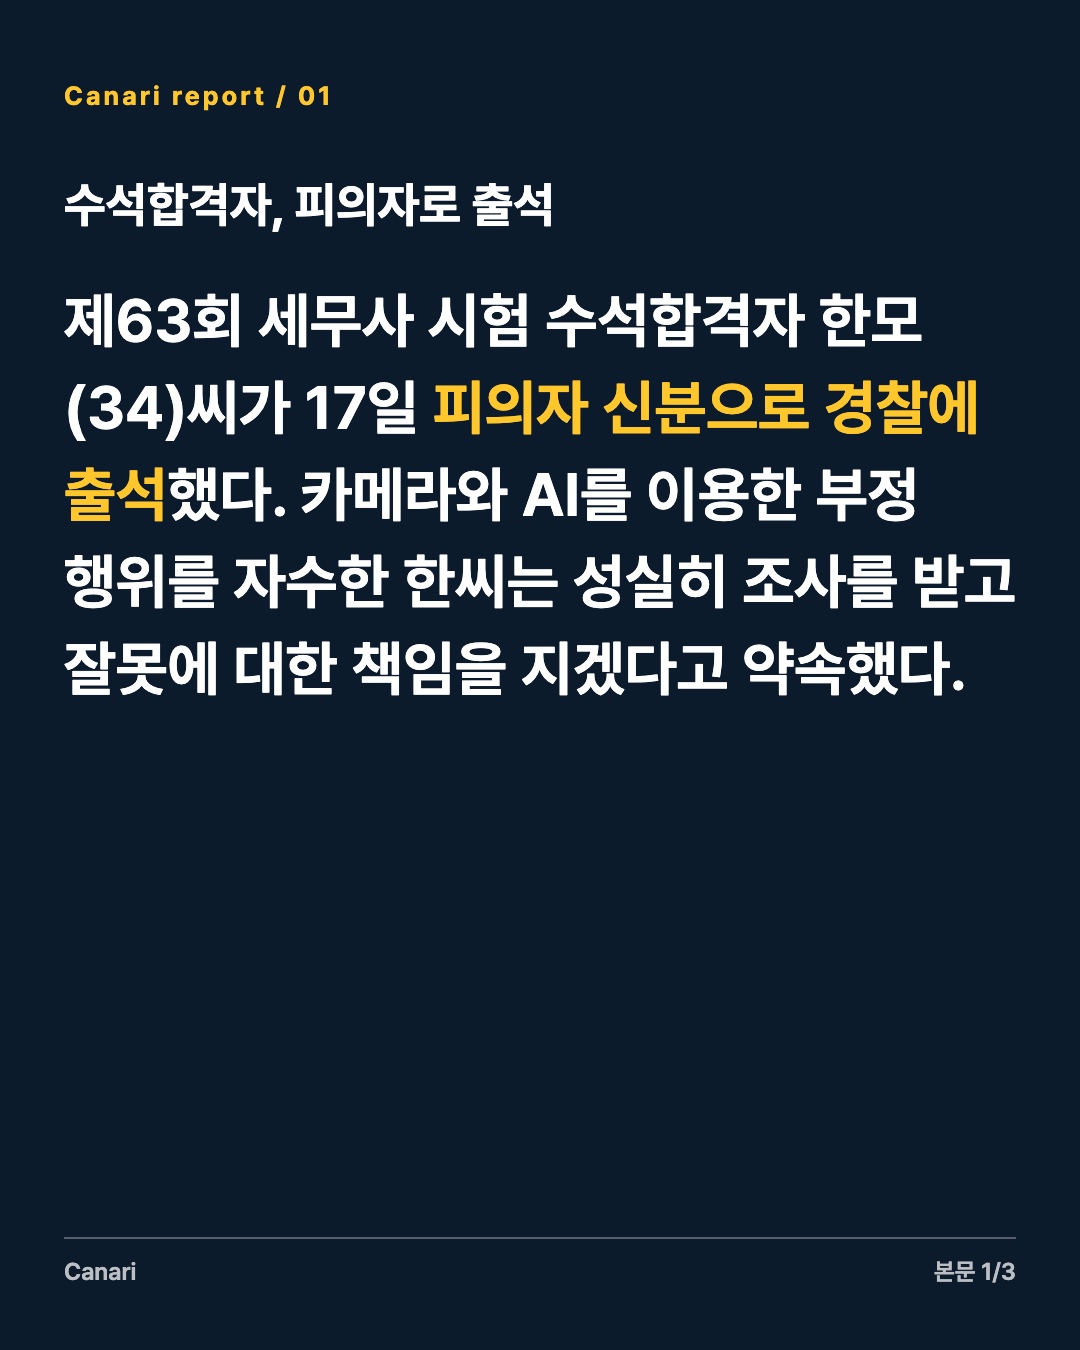 Canari report / 01
수석합격자, 피의자로 출석
제63회 세무사 시험 수석합격자 한모
(34)씨가 17일 피의자 신분으로 경찰에
출석했다. 카메라와 AI를 이용한 부정
행위를 자수한 한씨는 성실히 조사를 받고
잘못에 대한 책임을 지겠다고 약속했다.
Canari
본문 1/3